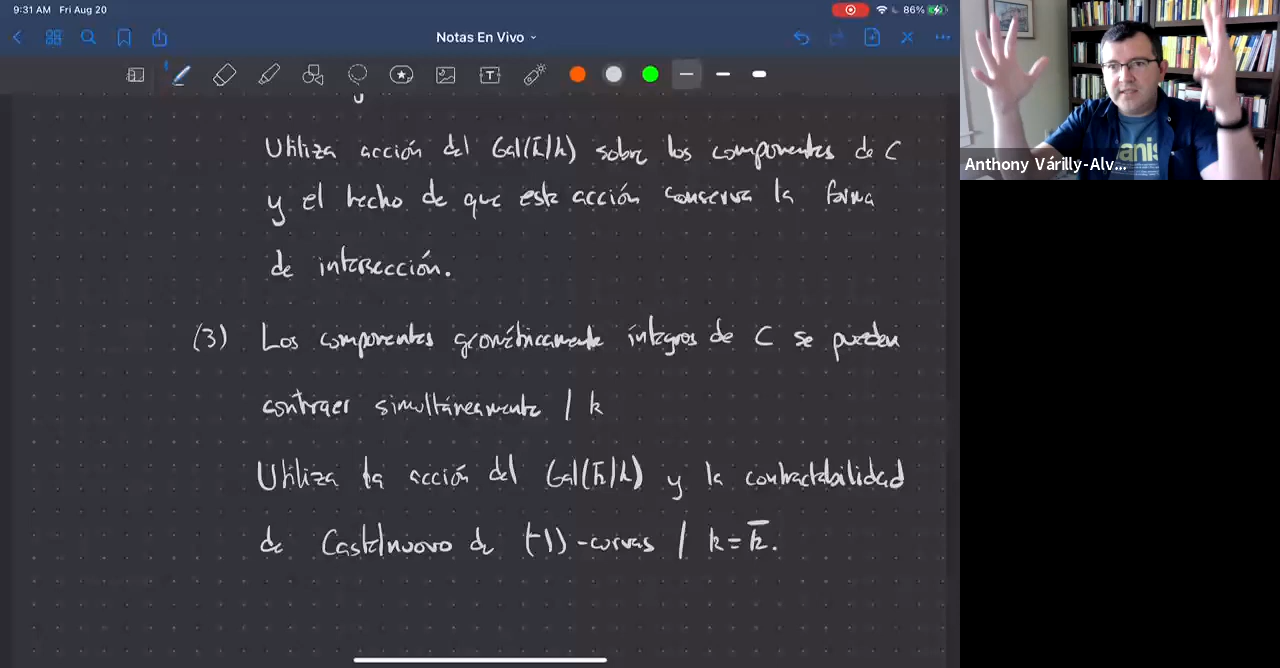 9:31 AM Fri Aug 20
86%
Notas En Vivo
T
Utiliza acción del Gal(k̄/k) sobre los componentes de C
y el hecho de que esta acción conserva la forma
de intersección.
(3) Los componentes geométricamente íntegros de C se pueden
contraer simultáneamente / k
Utiliza la acción del Gal(k̄/k) y la contractabilidad
de Castelnuovo de (-1)-curvas / k = k̄.
anis
Anthony Várilly-Alv...